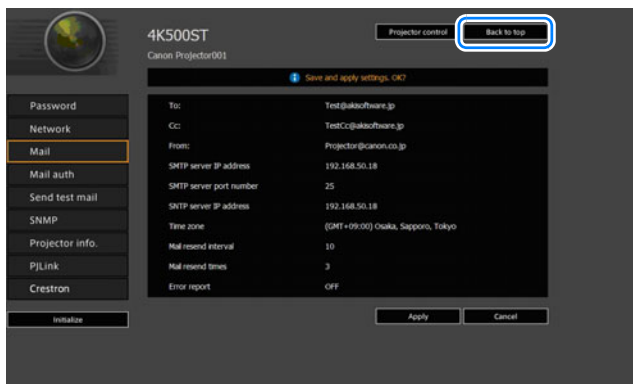 4K500ST
Projector control
Back to top
Canon Projector001
Save and apply settings. OK?
Password
Network
Mail
Mail auth
Send test mail
SNMP
Projector info.
PJLink
Crestron
Initialize
To: Test@akisoftware.jp
Cc: TestCc@akisoftware.jp
From: Projector@canon.co.jp
SMTP server IP address 192.168.50.18
SMTP server port number 25
SNTP server IP address 192.168.50.18
Time zone (GMT+09:00) Osaka, Sapporo, Tokyo
Mail resend interval 10
Mail resend times 3
Error report OFF
Apply
Cancel